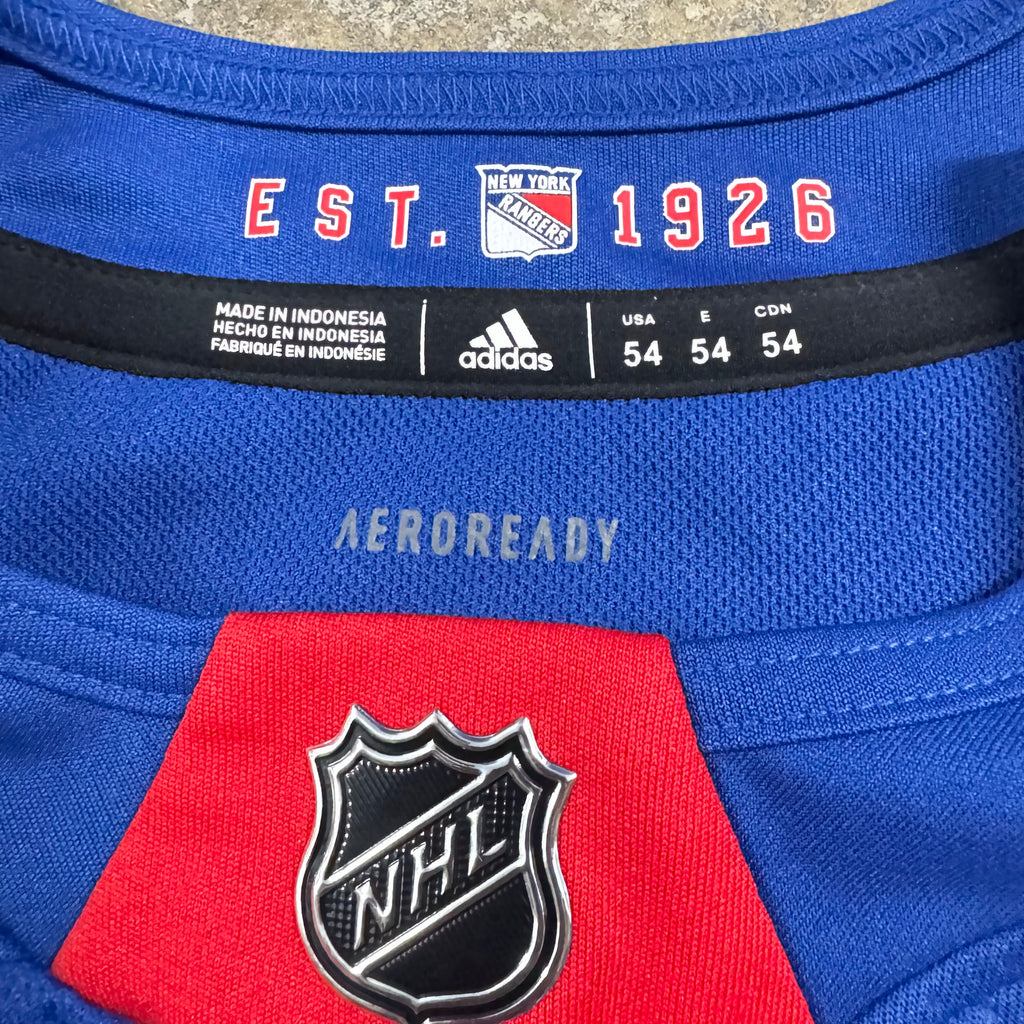 EST. NEW YORK RANGERS 1926
MADE IN INDONESIA
HECHO EN INDONESIA
FABRIQUÉ EN INDONÉSIE
adidas
USA E CDN
54 54 54
AEROREADY
NHL